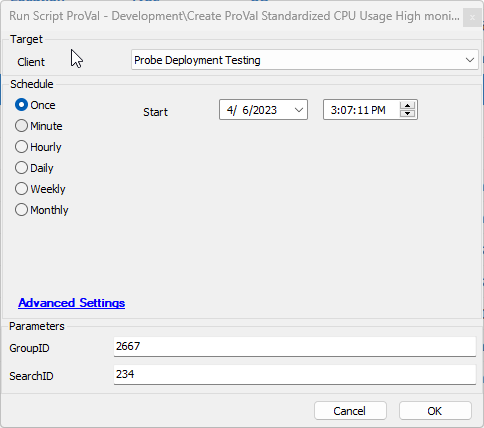 Run Script ProVal - Development\Create ProVal Standardized CPU Usage High moni...
Target
Client
Probe Deployment Testing
Schedule
Once
Start
4/ 6/2023
3:07:11 PM
Minute
Hourly
Daily
Weekly
Monthly
Advanced Settings
Parameters
GroupID
2667
SearchID
234
Cancel
OK